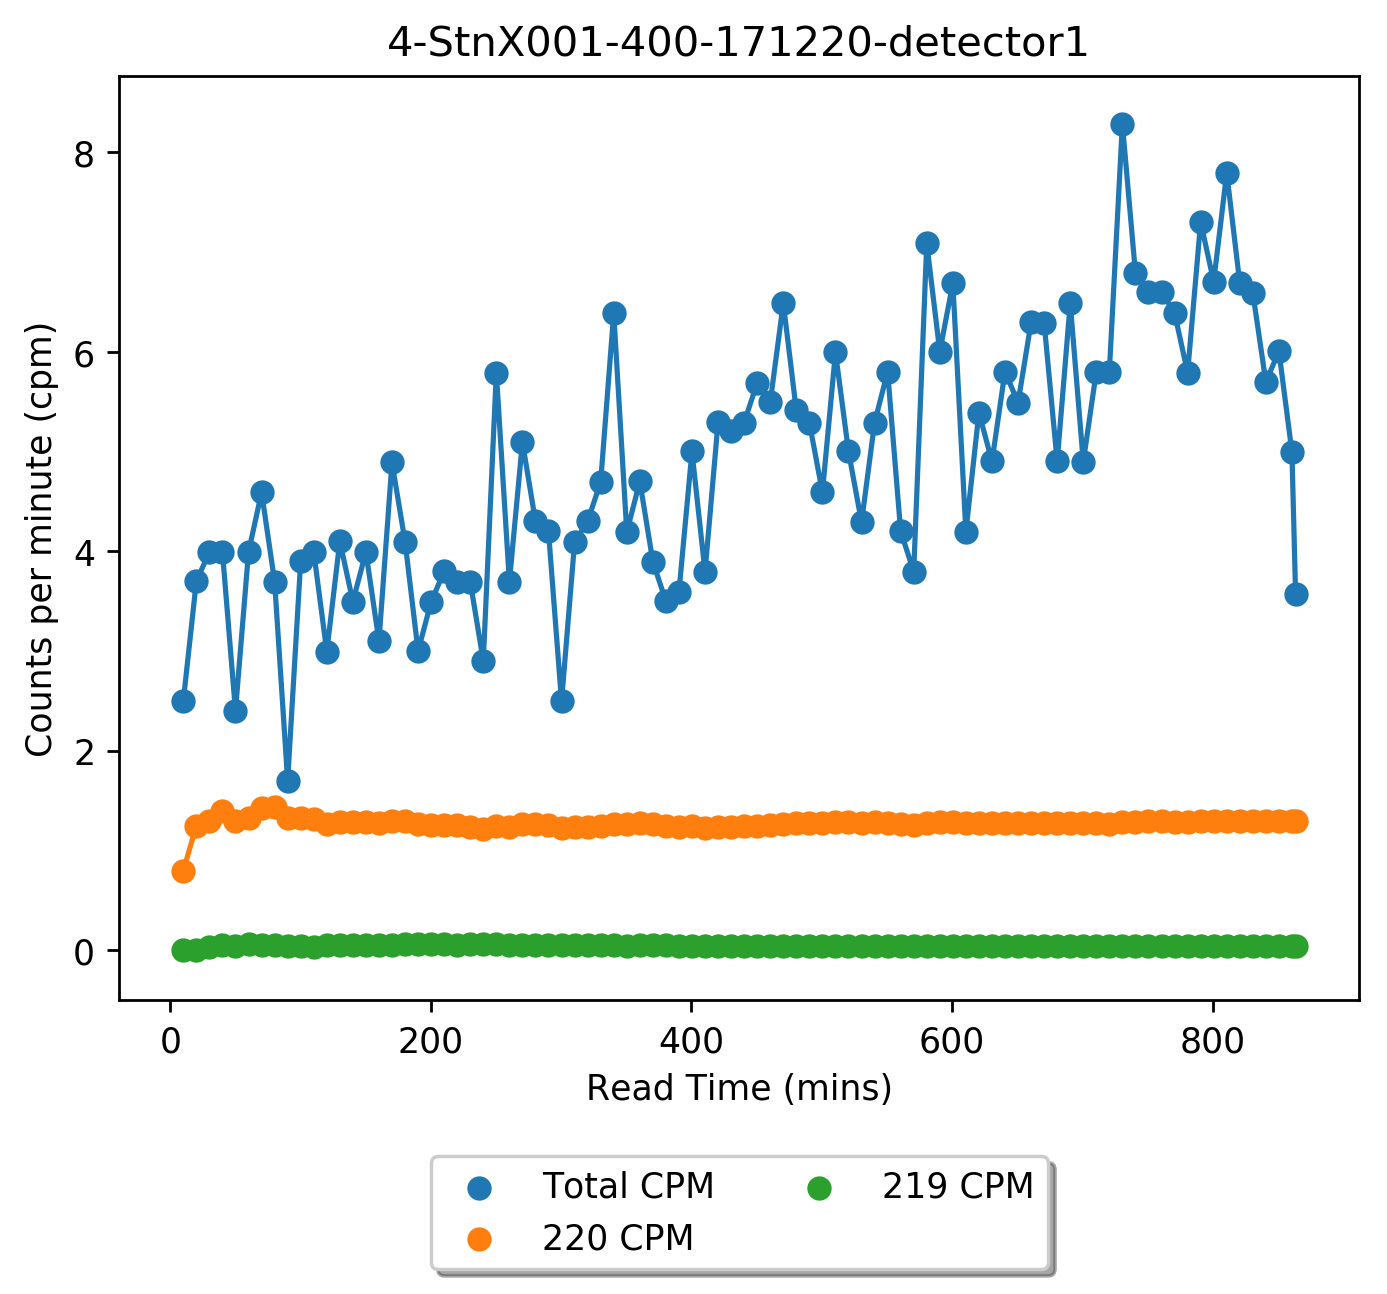 4-StnX001-400-171220-detector1
Counts per minute (cpm)
8
6
4
2
0
0 200 400 600 800
Read Time (mins)
Total CPM 219 CPM
220 CPM